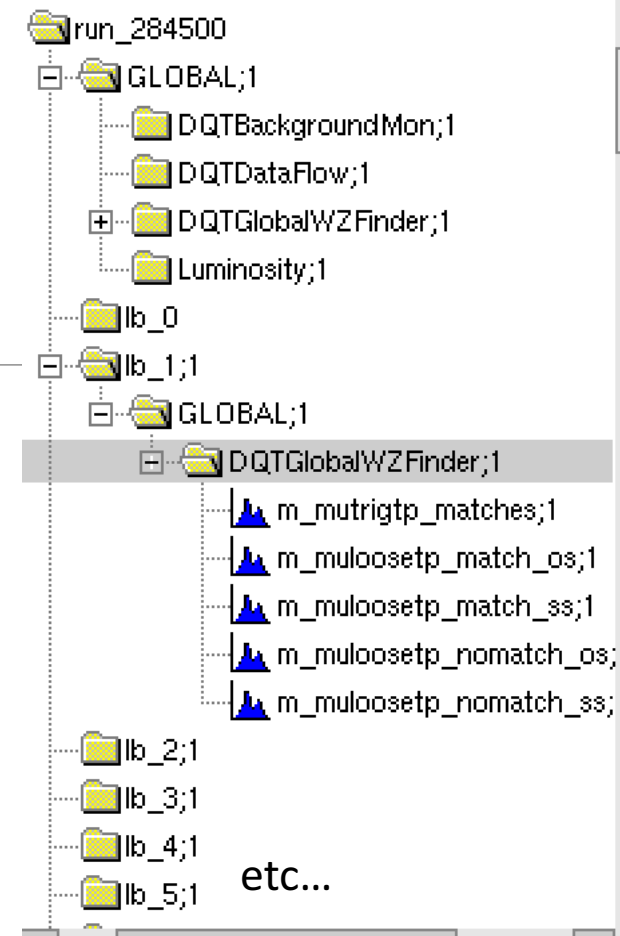 run_284500
GLOBAL;1
DQTBackgroundMon;1
DQTDataFlow;1
DQTGlobalWZFinder;1
Luminosity;1
lb_0
lb_1;1
GLOBAL;1
DQTGlobalWZFinder;1
m_mutrigtp_matches;1
m_muloosetp_match_os;1
m_muloosetp_match_ss;1
m_muloosetp_nomatch_os;
m_muloosetp_nomatch_ss;
lb_2;1
lb_3;1
lb_4;1
etc...
lb_5;1